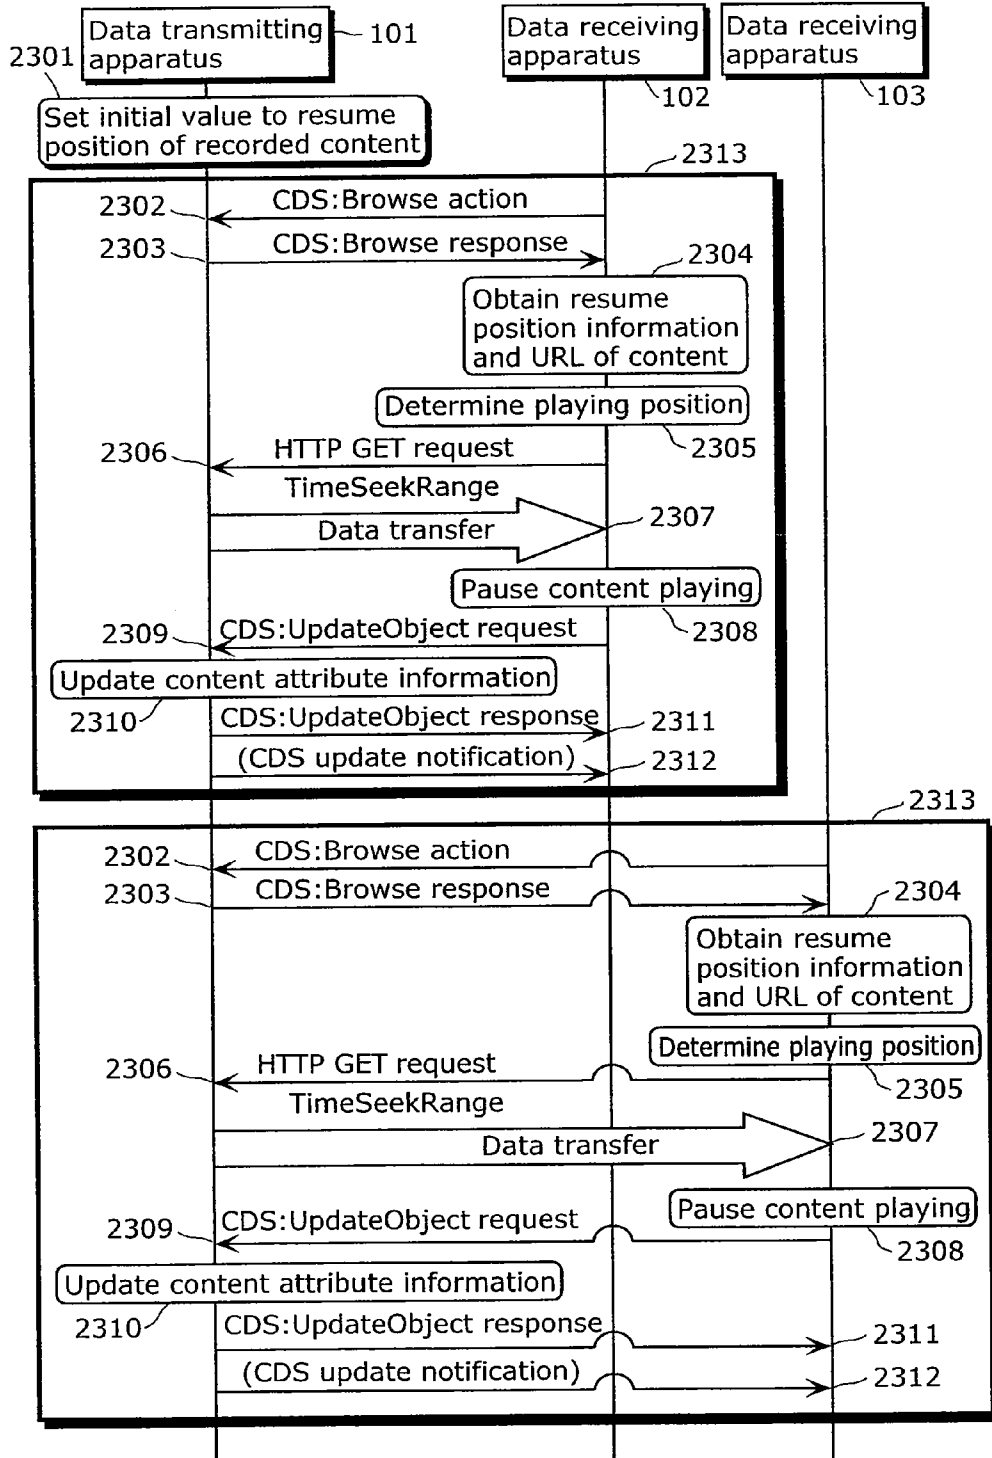 Data transmitting
apparatus
101
Data receiving
apparatus
102
Data receiving
apparatus
103
2301
Set initial value to resume
position of recorded content
2313
2302
CDS:Browse action
2303
CDS:Browse response
2304
Obtain resume
position information
and URL of content
Determine playing position
2305
2306
HTTP GET request
TimeSeekRange
Data transfer
2307
Pause content playing
2308
2309
CDS:UpdateObject request
Update content attribute information
2310
CDS:UpdateObject response
2311
(CDS update notification)
2312
2313
2302
CDS:Browse action
2303
CDS:Browse response
2304
Obtain resume
position information
and URL of content
Determine playing position
2305
2306
HTTP GET request
TimeSeekRange
Data transfer
2307
Pause content playing
2308
2309
CDS:UpdateObject request
Update content attribute information
2310
CDS:UpdateObject response
2311
(CDS update notification)
2312